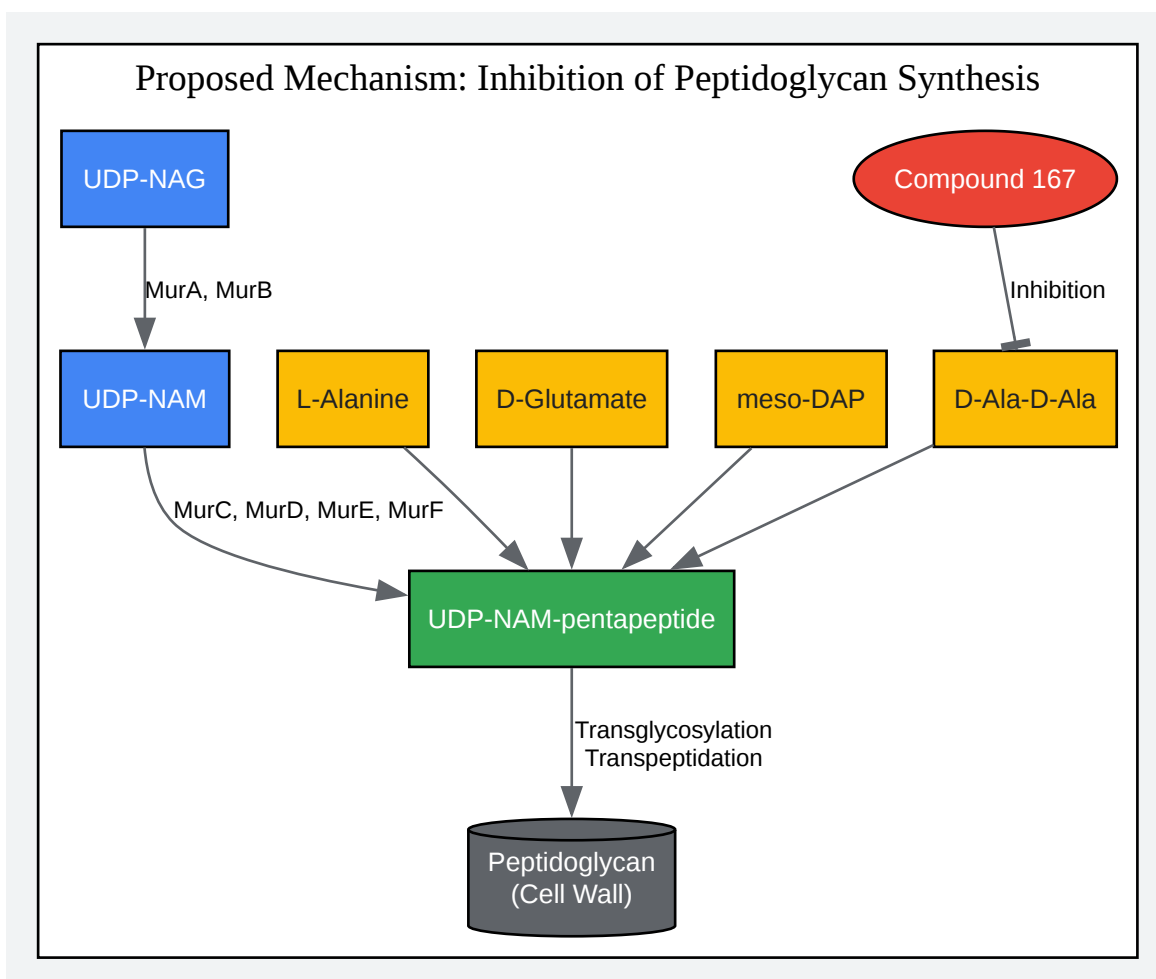 Proposed Mechanism: Inhibition of Peptidoglycan Synthesis
UDP-NAG
Compound 167
MurA, MurB
Inhibition
UDP-NAM
L-Alanine
D-Glutamate
meso-DAP
D-Ala-D-Ala
MurC, MurD, MurE, MurF
UDP-NAM-pentapeptide
Transglycosylation
Transpeptidation
Peptidoglycan
(Cell Wall)